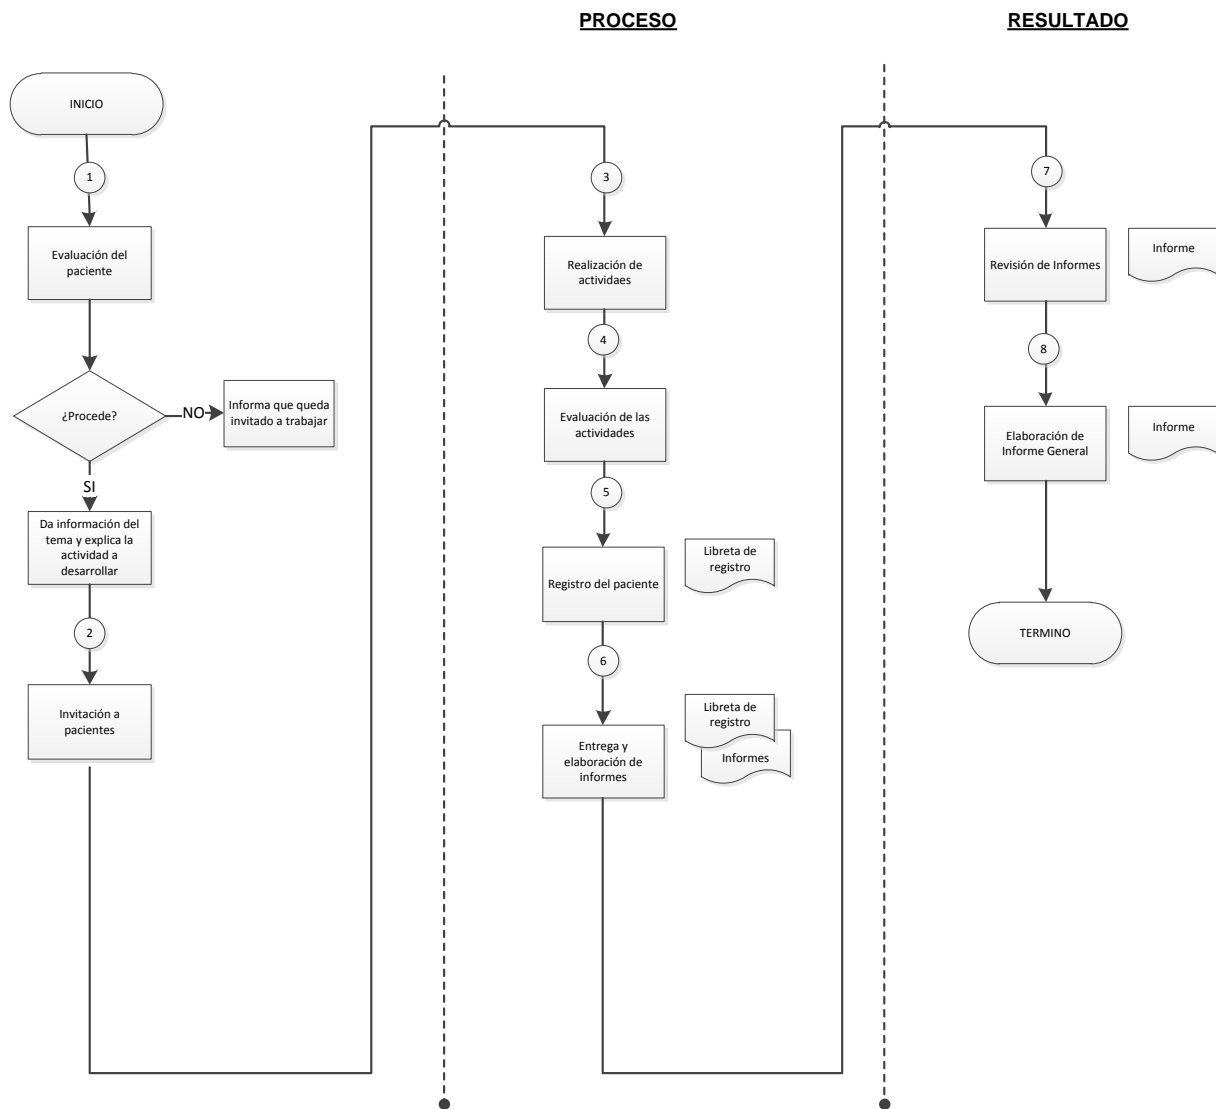 PROCESO
RESULTADO
INICIO
1
Evaluación del
paciente
¿Procede?
NO
Informa que queda
invitado a trabajar
SI
Da información del
tema y explica la
actividad a
desarrollar
2
Invitación a
pacientes
3
Realización de
actividaes
4
Evaluación de las
actividades
5
Registro del paciente
Libreta de
registro
6
Entrega y
elaboración de
informes
Libreta de
registro
Informes
7
Revisión de Informes
Informe
8
Elaboración de
Informe General
Informe
TERMINO